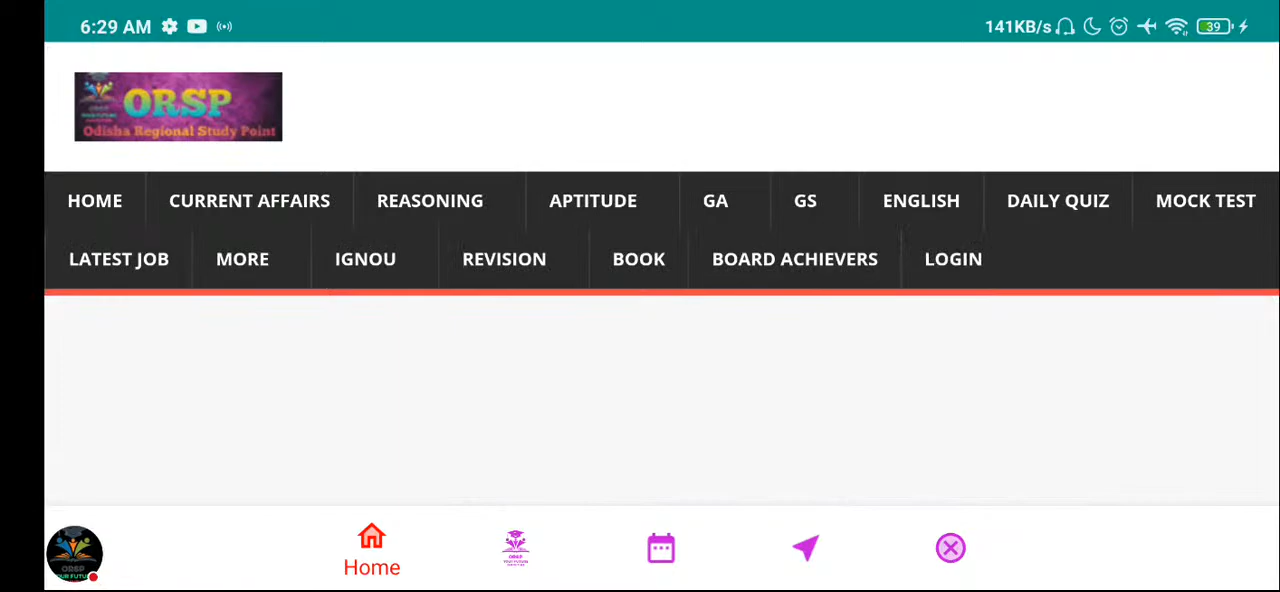 6:29 AM 141KB/s 39
ORSP
Odisha Regional Study Point
HOME CURRENT AFFAIRS REASONING APTITUDE GA GS ENGLISH DAILY QUIZ MOCK TEST
LATEST JOB MORE IGNOU REVISION BOOK BOARD ACHIEVERS LOGIN
ORSP
Home